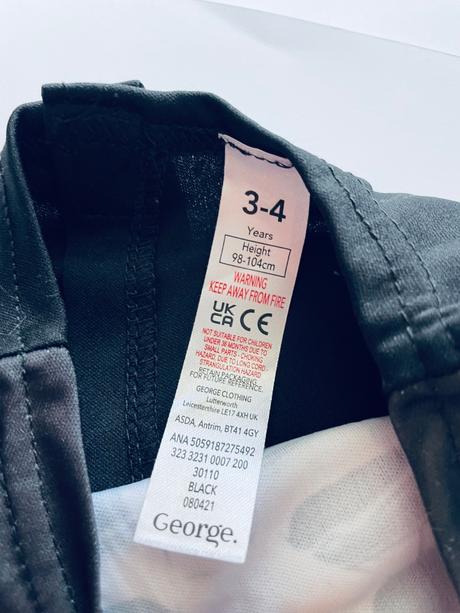 3-4
Years
Height
98-104cm
WARNING
KEEP AWAY FROM FIRE
UK
CA CE
NOT SUITABLE FOR CHILDREN
UNDER 36 MONTHS DUE TO
SMALL PARTS - CHOKING
HAZARD, DUE TO LONG CORD -
STRANGULATION HAZARD
RETAIN PACKAGING
FOR FUTURE REFERENCE.
GEORGE CLOTHING
Lutterworth
Leicestershire LE17 4XH UK
ASDA, Antrim, BT41 4GY
ANA 5059187275492
323 3231 0007 200
30110
BLACK
080421
George.